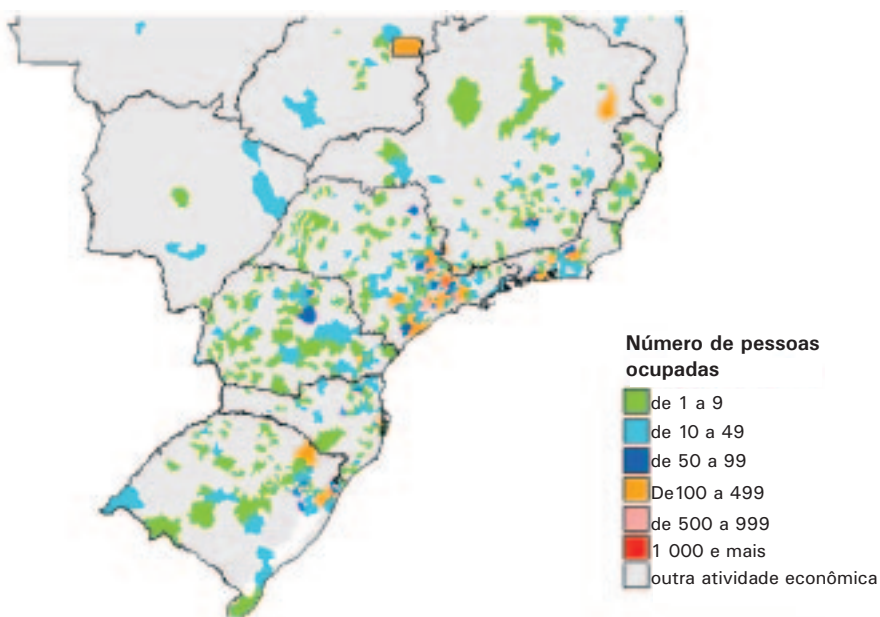 Número de pessoas
ocupadas
de 1 a 9
de 10 a 49
de 50 a 99
De100 a 499
de 500 a 999
1 000 e mais
outra atividade econômica